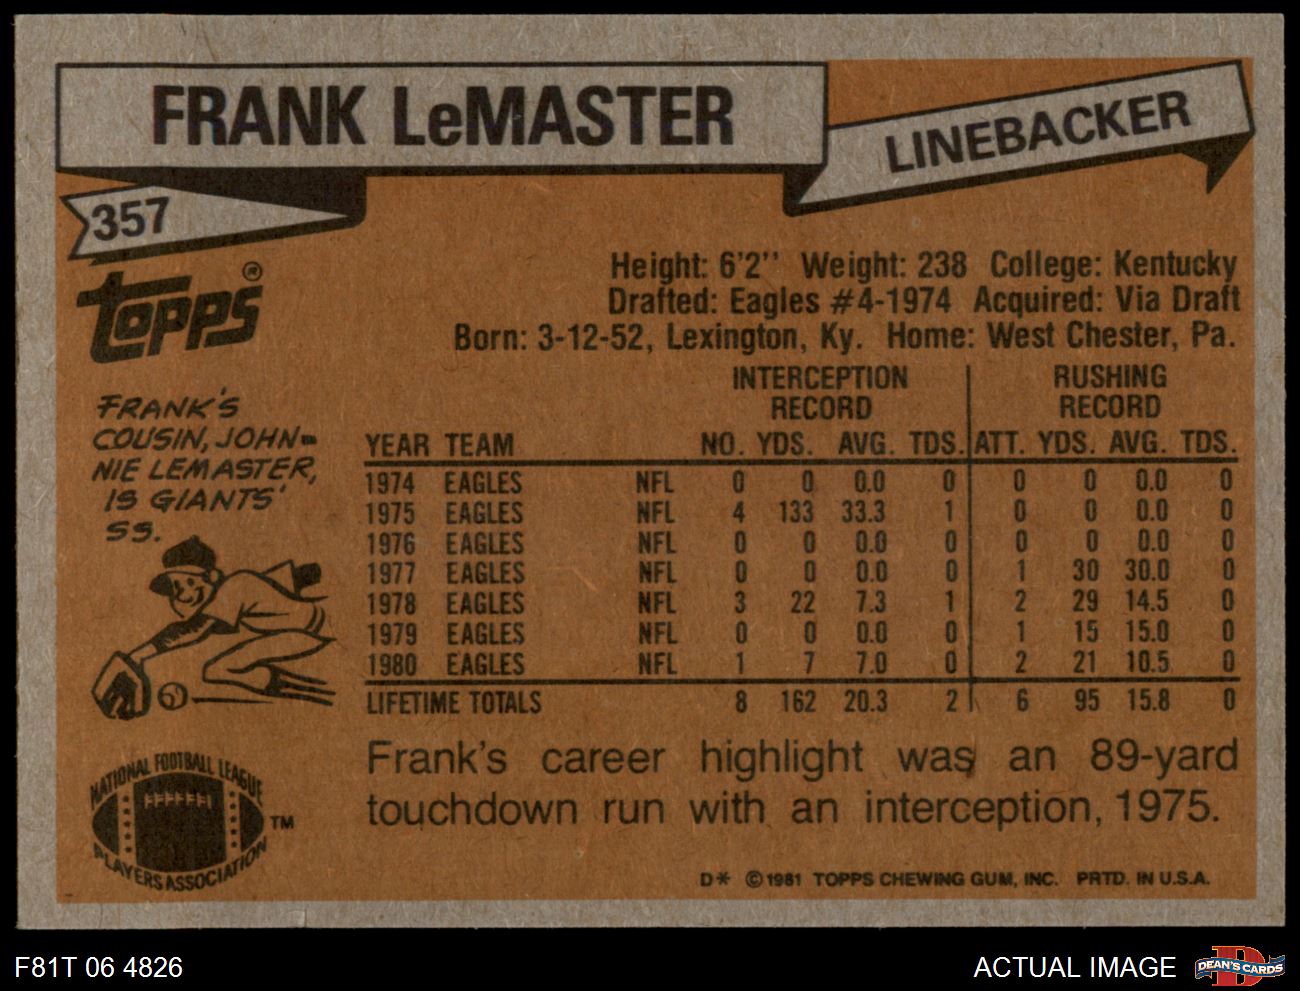 FRANK LeMASTER
LINEBACKER
357
TOPPS®
Height: 6'2" Weight: 238 College: Kentucky
Drafted: Eagles #4-1974 Acquired: Via Draft
Born: 3-12-52, Lexington, Ky. Home: West Chester, Pa.
FRANK'S
COUSIN, JOHN-
NIE LEMASTER,
IS GIANTS'
SS.
INTERCEPTION RECORD RUSHING RECORD
YEAR TEAM NO. YDS. AVG. TDS. ATT. YDS. AVG. TDS.
1974 EAGLES NFL 0 0 0.0 0 0 0 0.0 0
1975 EAGLES NFL 4 133 33.3 1 0 0 0.0 0
1976 EAGLES NFL 0 0 0.0 0 0 0 0.0 0
1977 EAGLES NFL 0 0 0.0 0 1 30 30.0 0
1978 EAGLES NFL 3 22 7.3 1 2 29 14.5 0
1979 EAGLES NFL 0 0 0.0 0 1 15 15.0 0
1980 EAGLES NFL 1 7 7.0 0 2 21 10.5 0
LIFETIME TOTALS 8 162 20.3 2 6 95 15.8 0
Frank's career highlight was an 89-yard
touchdown run with an interception, 1975.
NATIONAL FOOTBALL LEAGUE
PLAYERS ASSOCIATION
TM
D* ©1981 TOPPS CHEWING GUM, INC. PRTD. IN U.S.A.
F81T 06 4826
ACTUAL IMAGE
DEAN'S CARDS